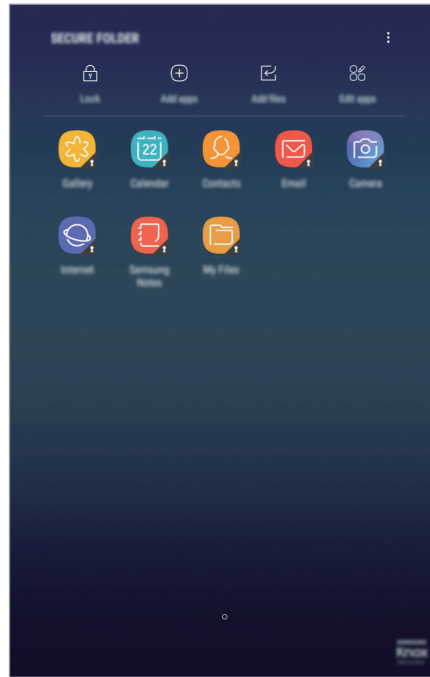 SECURE FOLDER
Lock Add apps Add files Edit apps
22
Gallery Calendar Contacts Email Camera
Internet Samsung Notes My Files
Knox